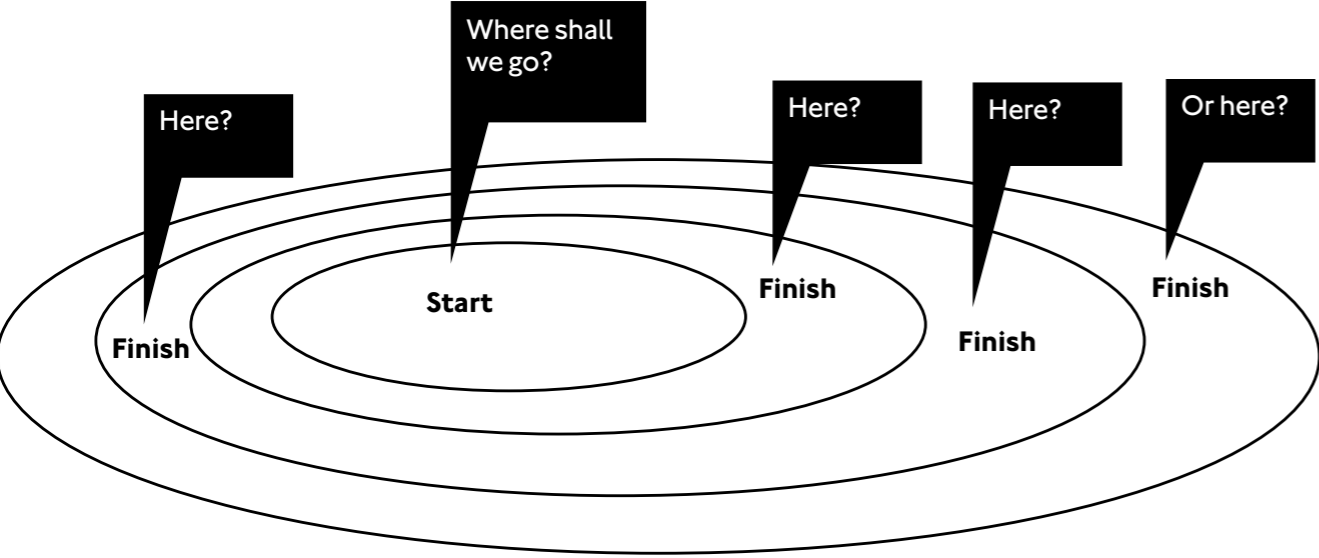 Where shall
we go?
Here?
Here?
Here?
Or here?
Start
Finish
Finish
Finish
Finish